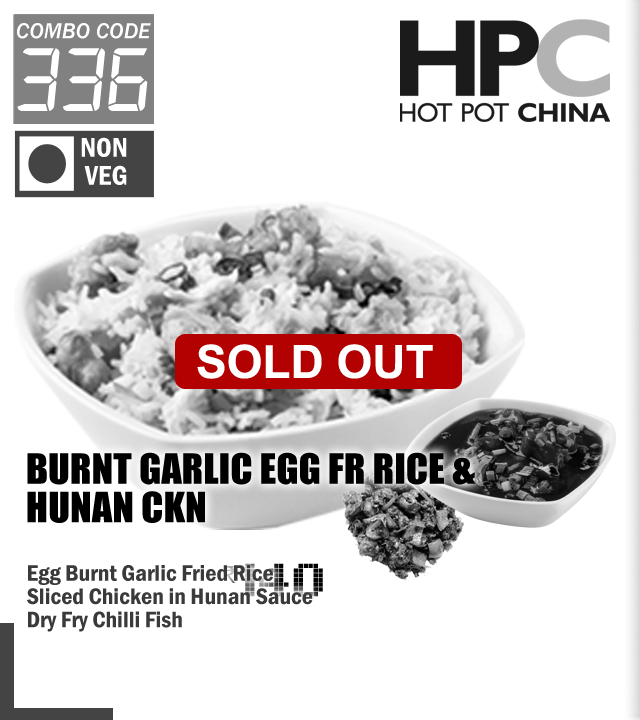 COMBO CODE
336
HPC
HOT POT CHINA
NON
VEG
SOLD OUT
BURNT GARLIC EGG FR RICE &
HUNAN CKN
Egg Burnt Garlic Fried Rice
Sliced Chicken in Hunan Sauce
Dry Fry Chilli Fish